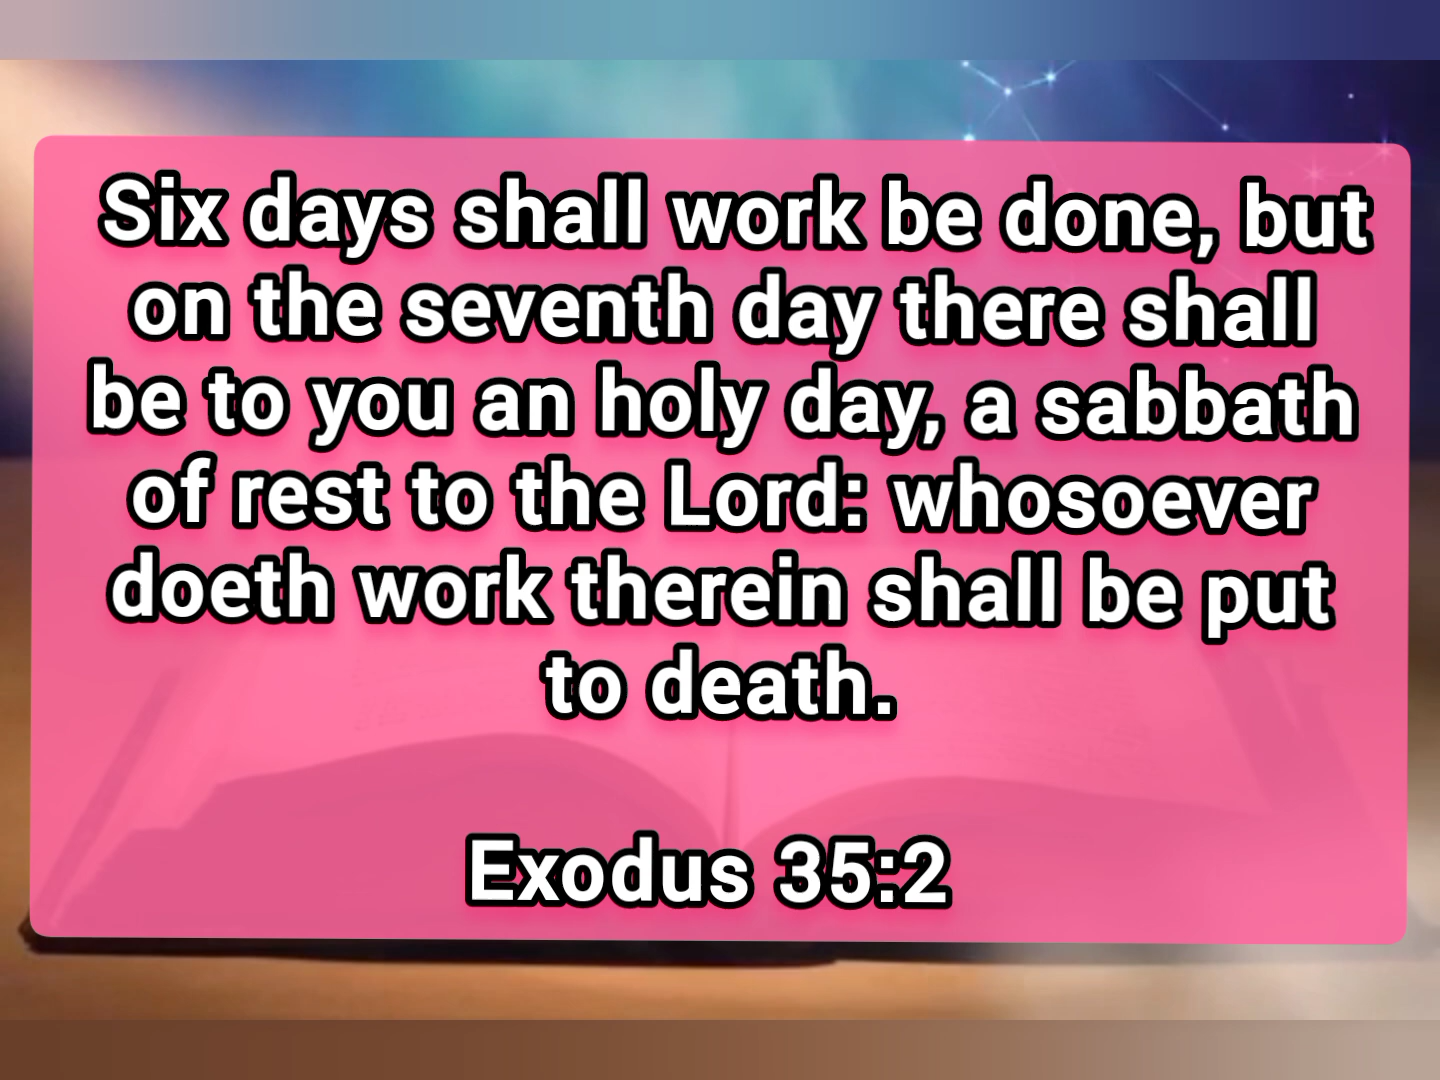 Six days shall work be done, but
on the seventh day there shall
be to you an holy day, a sabbath
of rest to the Lord: whosoever
doeth work therein shall be put
to death.
Exodus 35:2